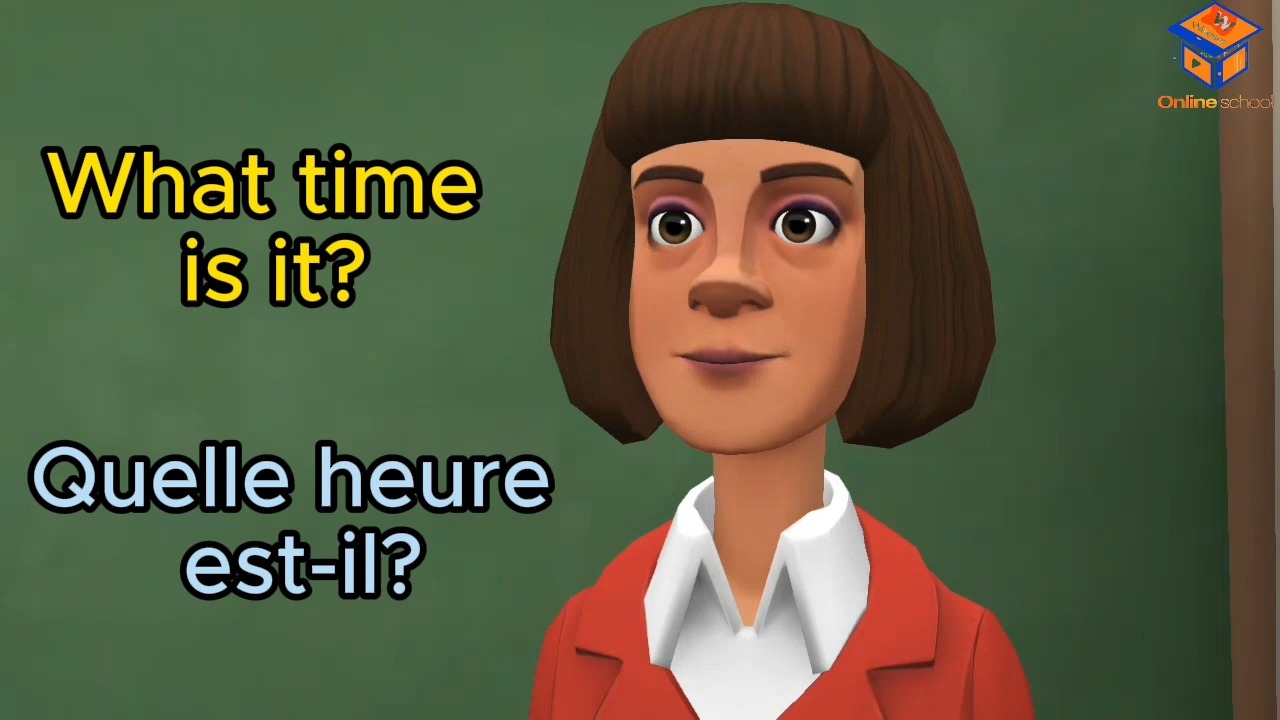 What time
is it?
Quelle heure
est-il?
W
Online school